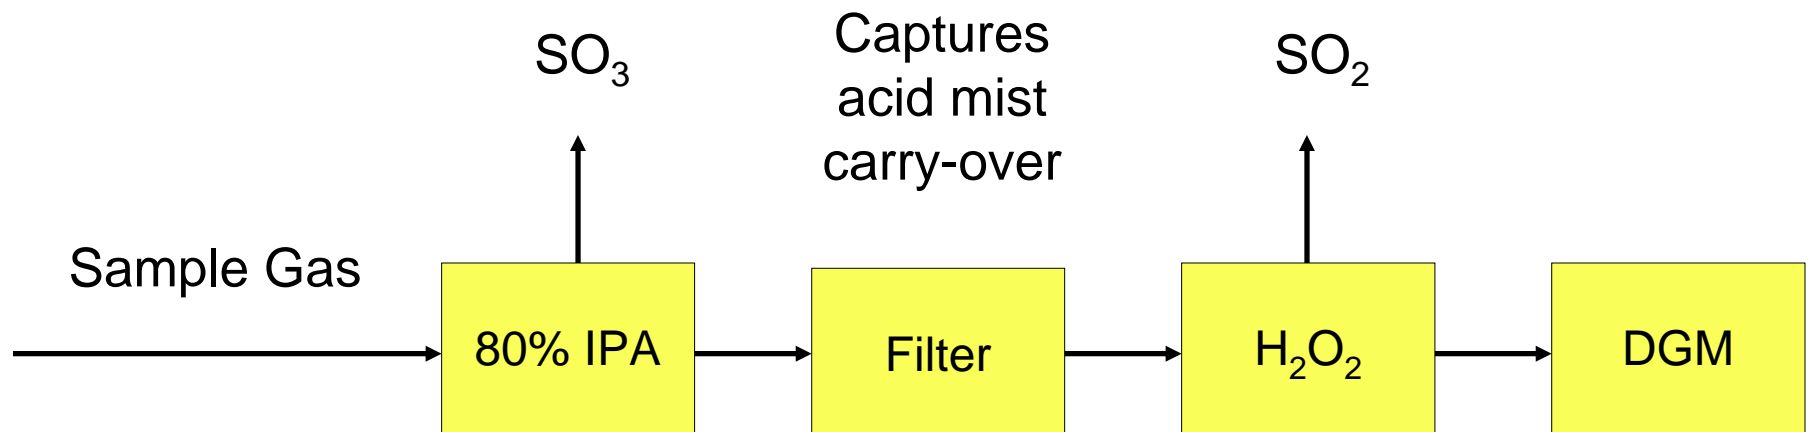 SO₃
Captures
acid mist
carry-over
SO₂
Sample Gas
80% IPA
Filter
H₂O₂
DGM